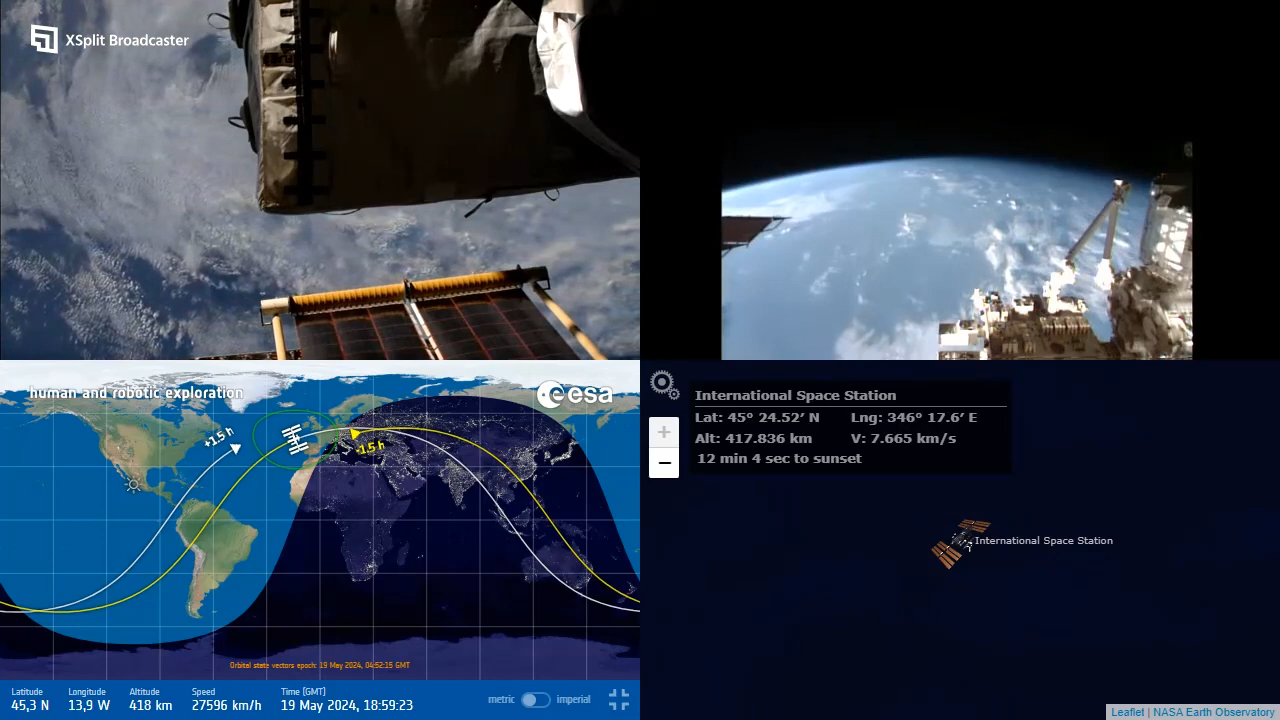 XSplit Broadcaster
human and robotic exploration
esa
+1.5 h
-1.5 h
Orbital state vectors epoch: 19 May 2024, 04:52:15 GMT
Latitude
45,3 N
Longitude
13,9 W
Altitude
418 km
Speed
27596 km/h
Time (GMT)
19 May 2024, 18:59:23
metric
imperial
+
−
International Space Station
Lat: 45° 24.52’ N
Lng: 346° 17.6’ E
Alt: 417.836 km
V: 7.665 km/s
12 min 4 sec to sunset
International Space Station
Leaflet | NASA Earth Observatory